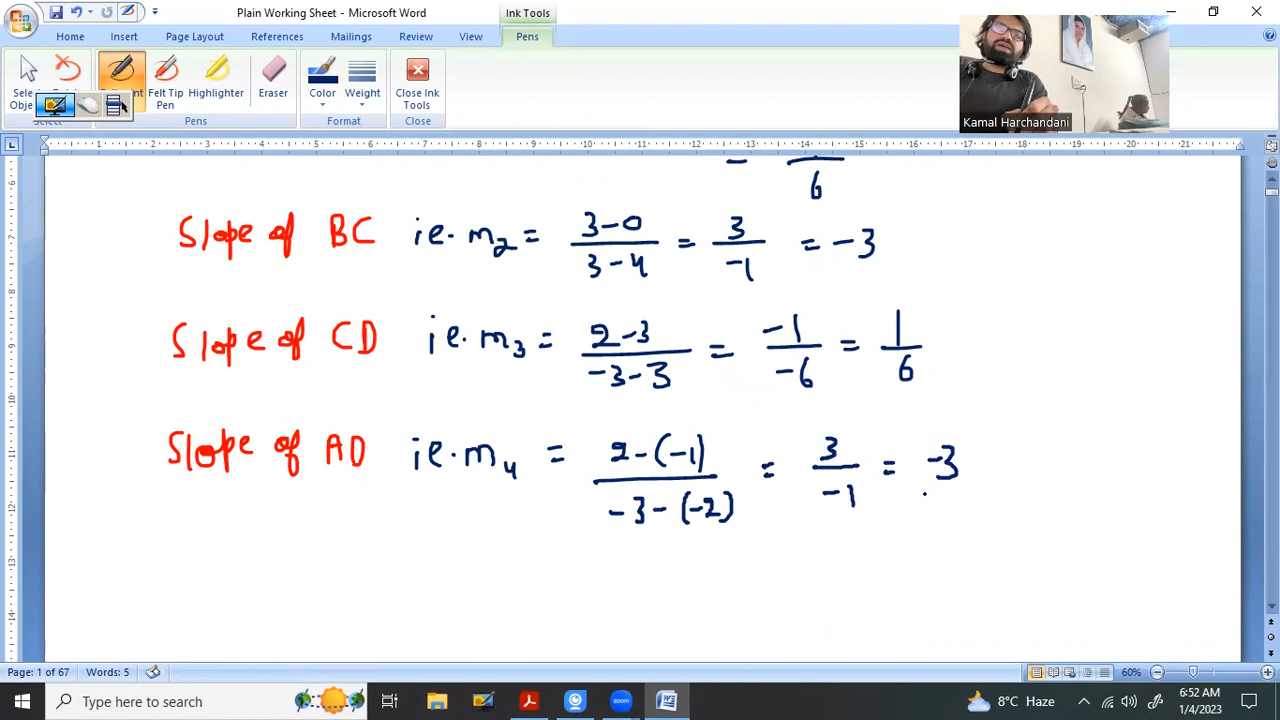 Plain Working Sheet - Microsoft Word
Ink Tools
Home Insert Page Layout References Mailings Review View Pens
Felt Tip Pen
Highlighter
Eraser
Color
Weight
Close Ink Tools
Select
Pens
Format
Close
Kamal Harchandani
= 6
Slope of BC ie. m₂ = (3-0)/(3-4) = 3/-1 = -3
Slope of CD ie. m₃ = (2-3)/(-3-3) = -1/-6 = 1/6
Slope of AD ie. m₄ = (2-(-1))/(-3-(-2)) = 3/-1 = -3
Page: 1 of 67 Words: 5 60%
Type here to search
8°C Haze
6:52 AM
1/4/2023